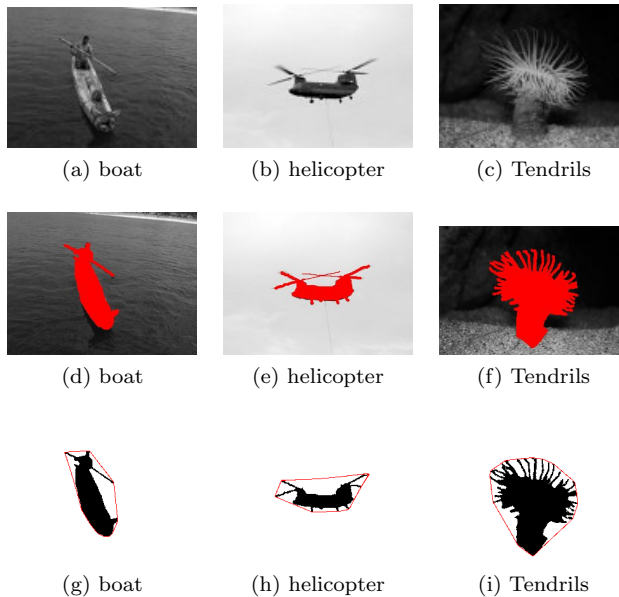 (a) boat
(b) helicopter
(c) Tendrils
(d) boat
(e) helicopter
(f) Tendrils
(g) boat
(h) helicopter
(i) Tendrils